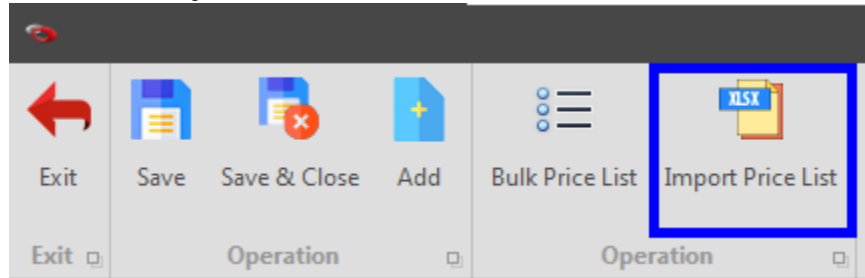 XLSX
Exit Save Save & Close Add Bulk Price List Import Price List
Exit Operation Operation